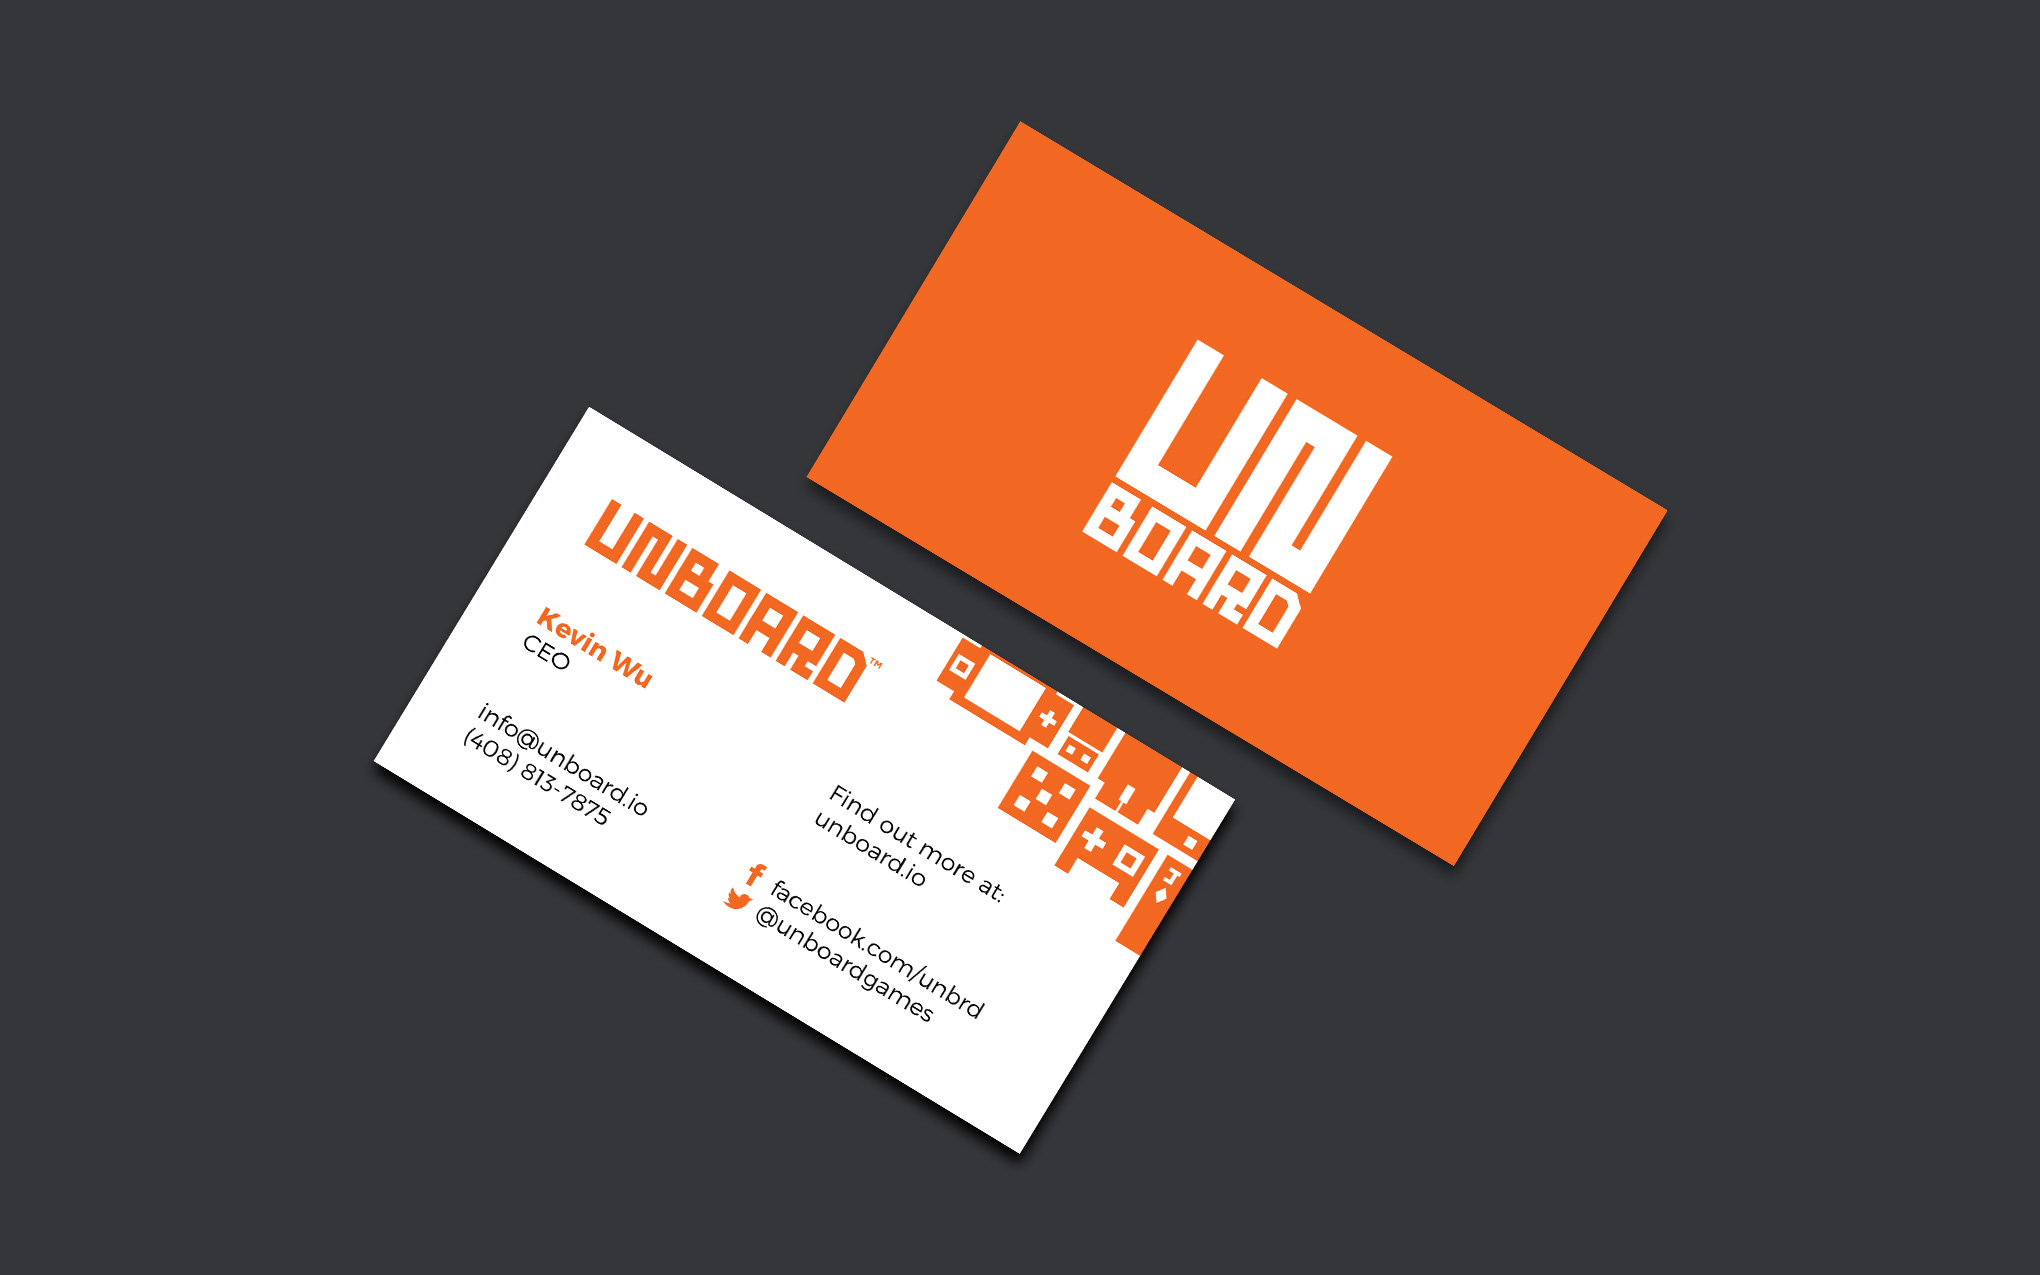 UN
BOARD
UNBOARD™
Kevin Wu
CEO
info@unboard.io
(408) 813-7875
Find out more at:
unboard.io
facebook.com/unbrd
@unboardgames
J